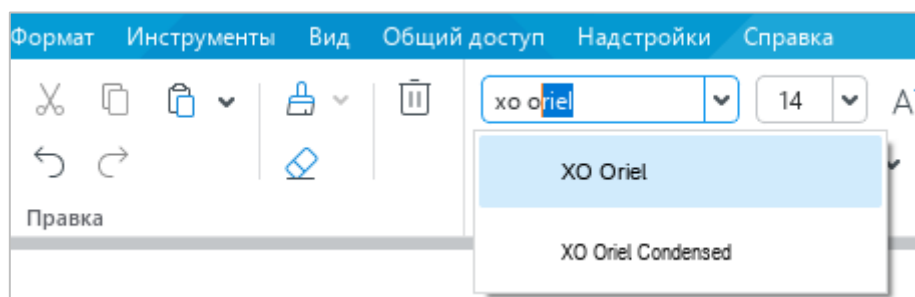 Формат Инструменты Вид Общий доступ Надстройки Справка
xo oriel 14 A
XO Oriel
Правка
XO Oriel Condensed